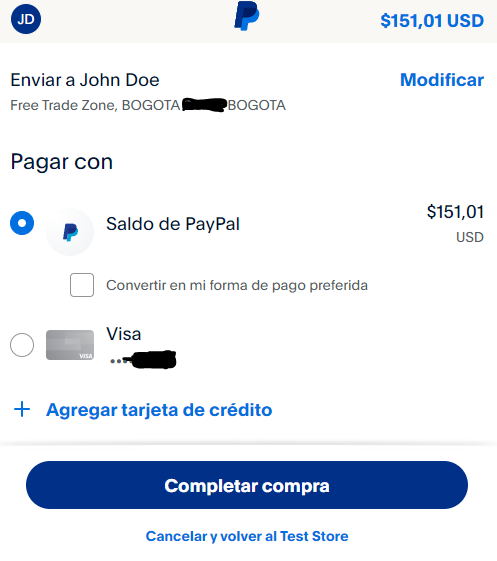 JD
$151,01 USD
Enviar a John Doe
Modificar
Free Trade Zone, BOGOTA BOGOTA
Pagar con
Saldo de PayPal
$151,01
USD
Convertir en mi forma de pago preferida
Visa
VISA
••
+ Agregar tarjeta de crédito
Completar compra
Cancelar y volver al Test Store